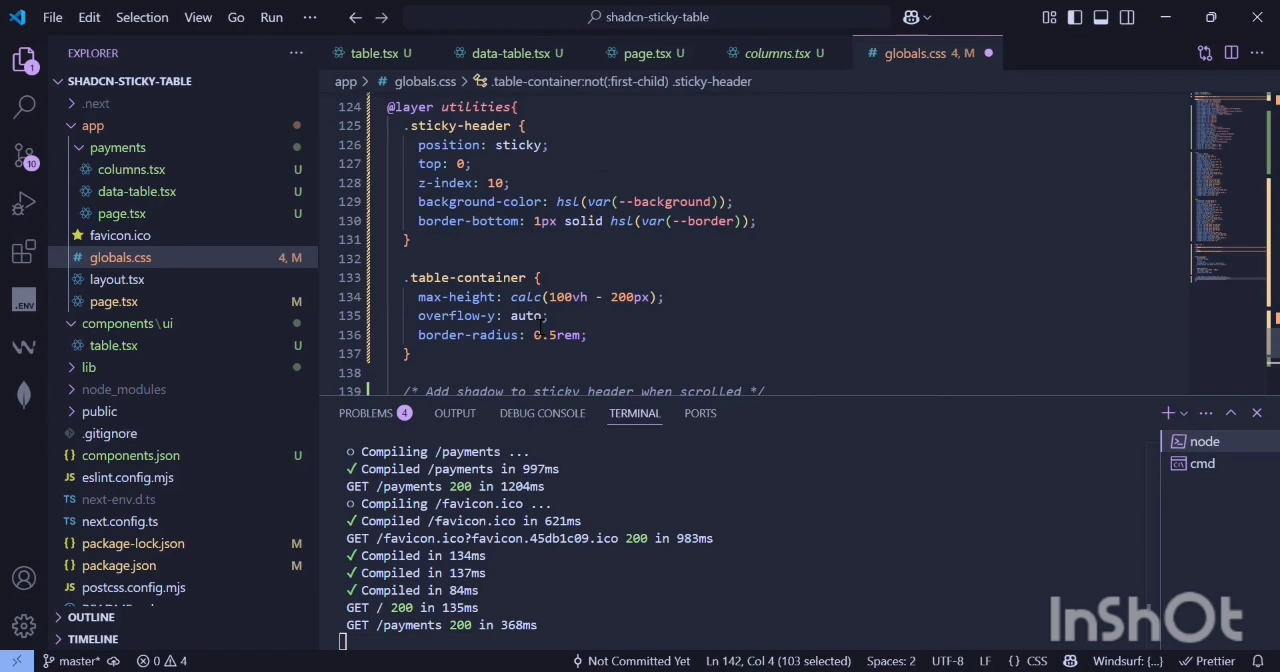 File Edit Selection View Go Run ··· shadcn-sticky-table
EXPLORER ···
SHADCN-STICKY-TABLE
.next
app
payments
columns.tsx U
data-table.tsx U
page.tsx U
favicon.ico
globals.css 4, M
layout.tsx
page.tsx M
components\ui
table.tsx U
lib
node_modules
public
.gitignore
components.json U
eslint.config.mjs
next-env.d.ts
next.config.ts
package-lock.json M
package.json M
postcss.config.mjs
OUTLINE
TIMELINE
table.tsx U data-table.tsx U page.tsx U columns.tsx U globals.css 4, M
app > globals.css > .table-container:not(:first-child) .sticky-header
124 @layer utilities{
125 .sticky-header {
126 position: sticky;
127 top: 0;
128 z-index: 10;
129 background-color: hsl(var(--background));
130 border-bottom: 1px solid hsl(var(--border));
131 }
132
133 .table-container {
134 max-height: calc(100vh - 200px);
135 overflow-y: auto;
136 border-radius: 0.5rem;
137 }
138
139 /* Add shadow to sticky header when scrolled */
PROBLEMS 4 OUTPUT DEBUG CONSOLE TERMINAL PORTS
○ Compiling /payments ...
✓ Compiled /payments in 997ms
GET /payments 200 in 1204ms
○ Compiling /favicon.ico ...
✓ Compiled /favicon.ico in 621ms
GET /favicon.ico?favicon.45db1c09.ico 200 in 983ms
✓ Compiled in 134ms
✓ Compiled in 137ms
✓ Compiled in 84ms
GET / 200 in 135ms
GET /payments 200 in 368ms
node
cmd
InShOt
master* 0 4 Not Committed Yet Ln 142, Col 4 (103 selected) Spaces: 2 UTF-8 LF {} CSS Windsurf: {...} Prettier